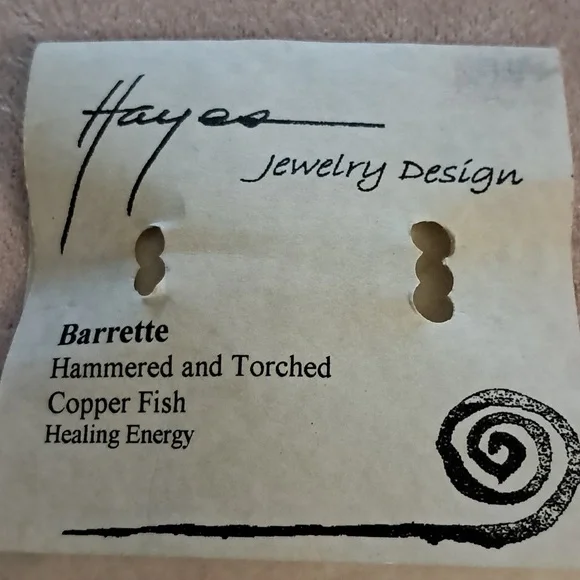 Hayes
Jewelry Design
Barrette
Hammered and Torched
Copper Fish
Healing Energy